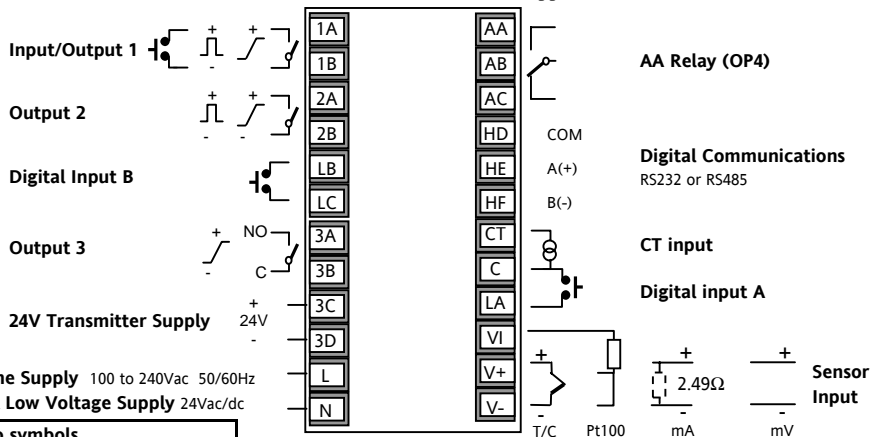 Input/Output 1 + - + 1A 1B
Output 2 + - + - 2A 2B
Digital Input B LB LC
Output 3 + - NO C 3A 3B
24V Transmitter Supply + 24V - 3C 3D
Supply 100 to 240Vac 50/60Hz L
Low Voltage Supply 24Vac/dc N
symbols
AA AB AC AA Relay (OP4)
HD COM
HE A(+) Digital Communications
RS232 or RS485
HF B(-)
CT CT input
C
LA Digital input A
VI
V+ + + + Sensor
2.49Ω Input
V- - - -
T/C Pt100 mA mV